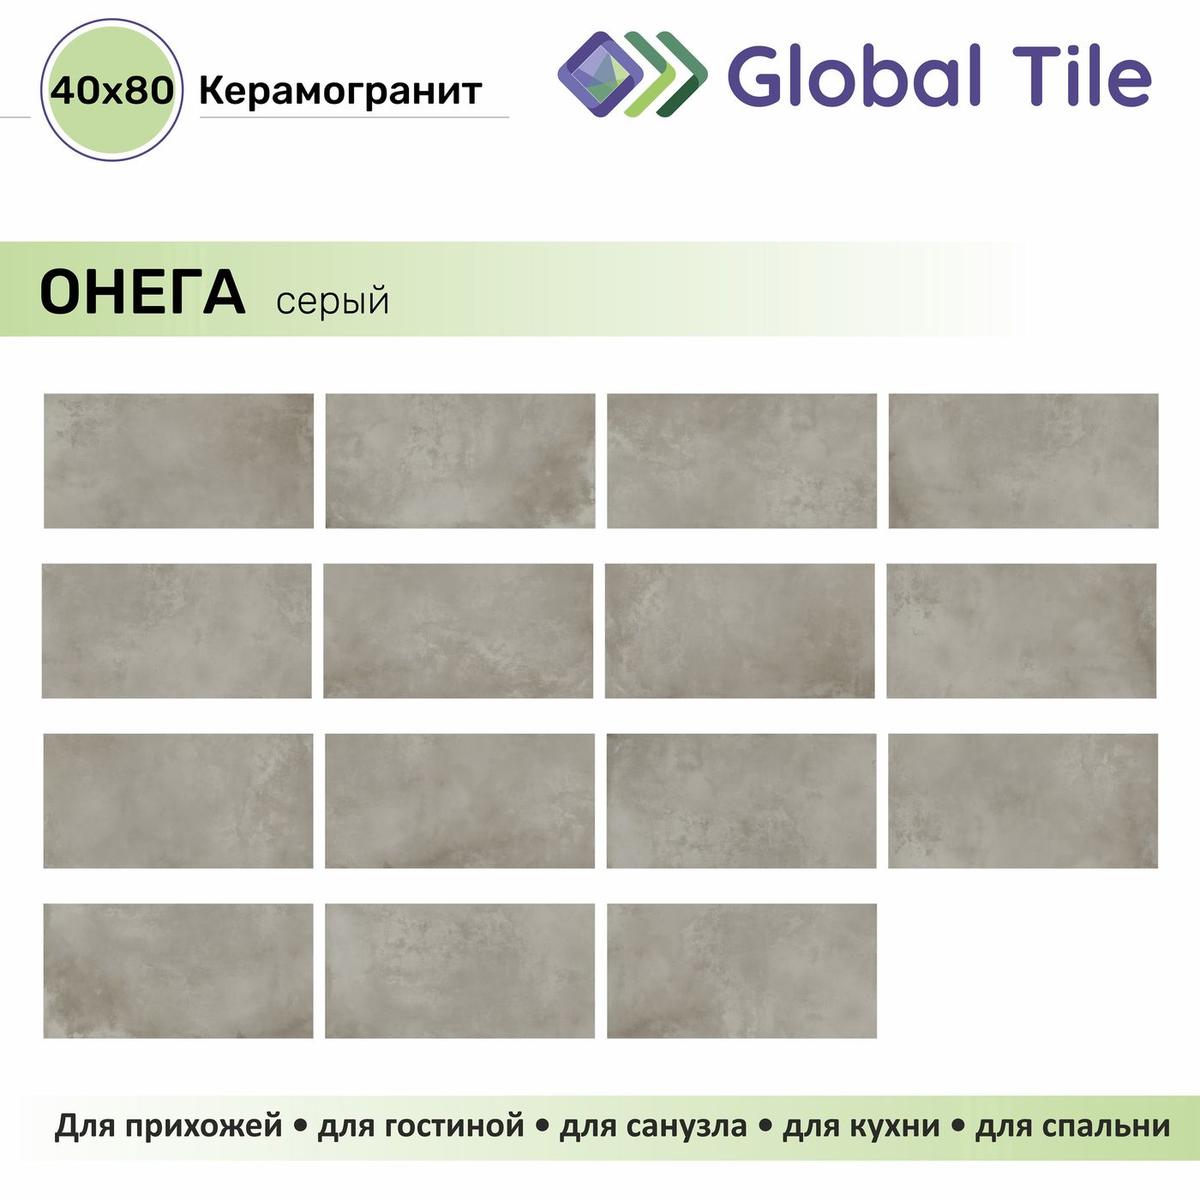 40x80 Керамогранит
Global Tile
ОНЕГА серый
Для прихожей • для гостиной • для санузла • для кухни • для спальни